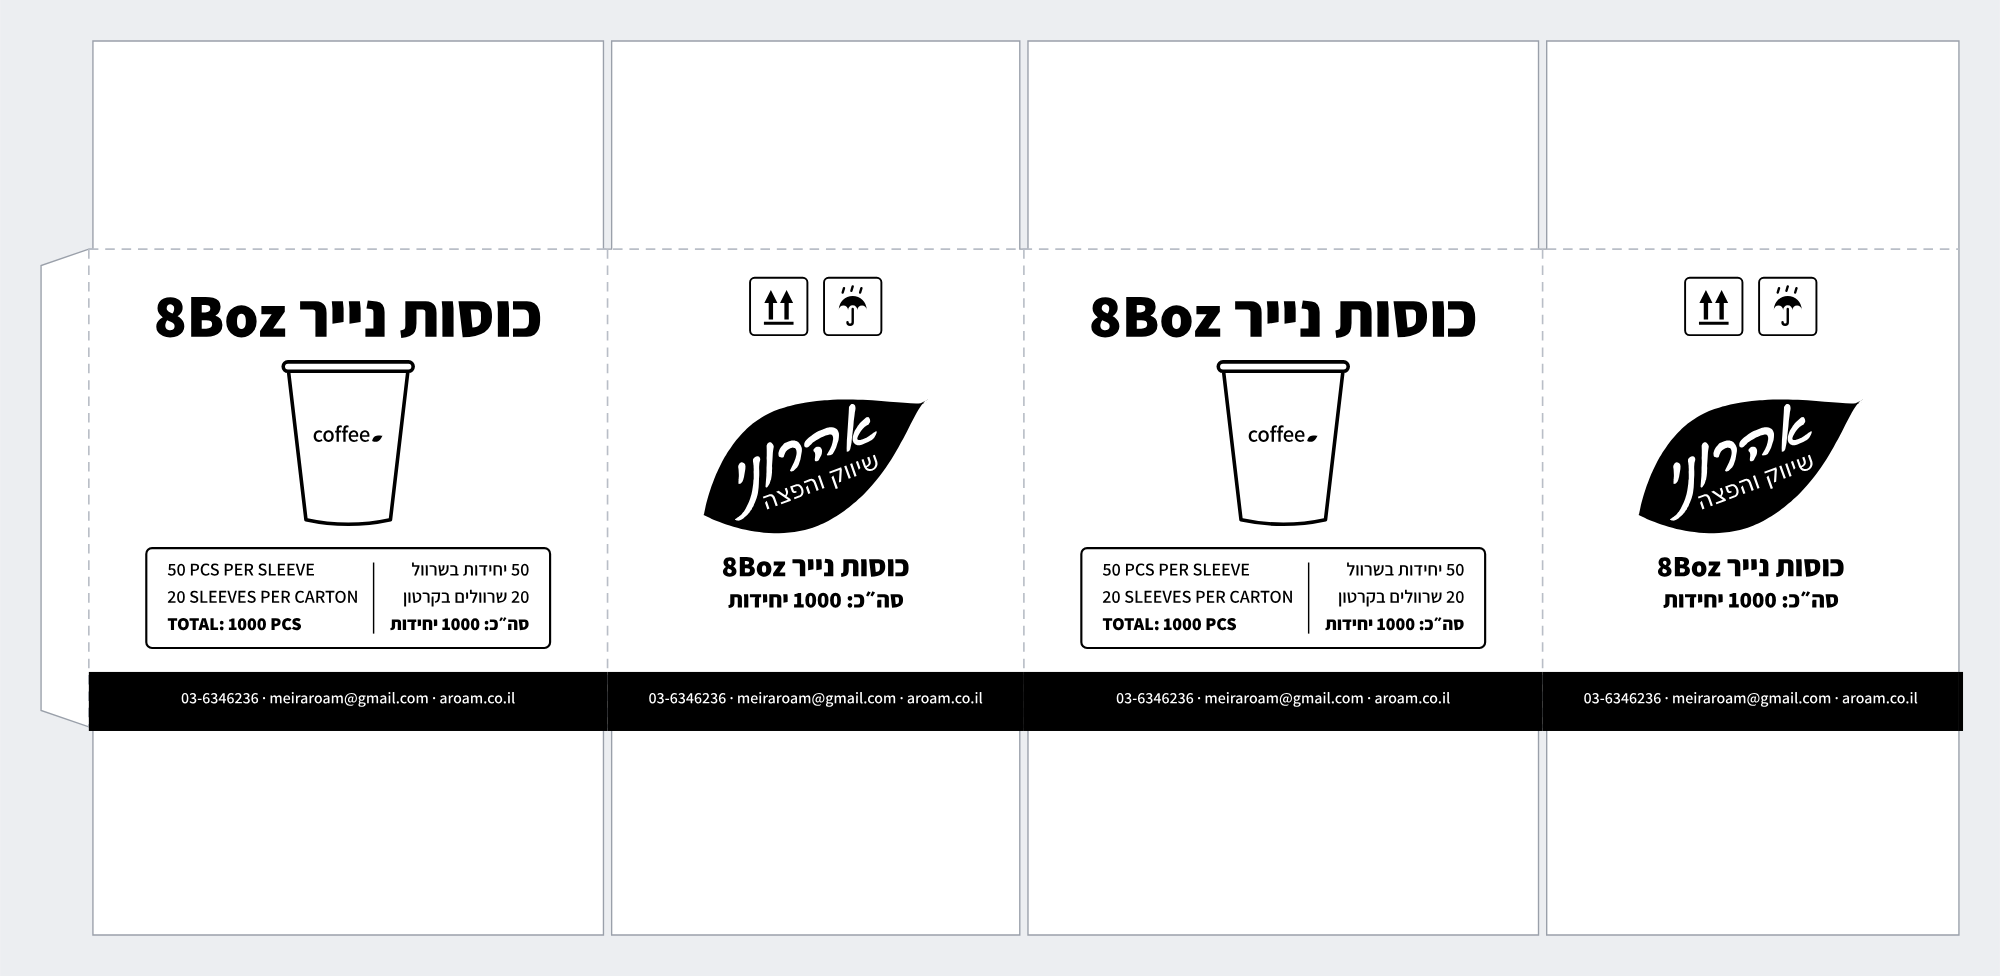 כוסות נייר 8Boz
coffee
50 PCS PER SLEEVE
20 SLEEVES PER CARTON
TOTAL: 1000 PCS
50 יחידות בשרוול
20 שרוולים בקרטון
סה״כ: 1000 יחידות
03-6346236 · meiraroam@gmail.com · aroam.co.il
אהרוני
שיווק והפצה
כוסות נייר 8Boz
סה״כ: 1000 יחידות
03-6346236 · meiraroam@gmail.com · aroam.co.il
כוסות נייר 8Boz
coffee
50 PCS PER SLEEVE
20 SLEEVES PER CARTON
TOTAL: 1000 PCS
50 יחידות בשרוול
20 שרוולים בקרטון
סה״כ: 1000 יחידות
03-6346236 · meiraroam@gmail.com · aroam.co.il
אהרוני
שיווק והפצה
כוסות נייר 8Boz
סה״כ: 1000 יחידות
03-6346236 · meiraroam@gmail.com · aroam.co.il